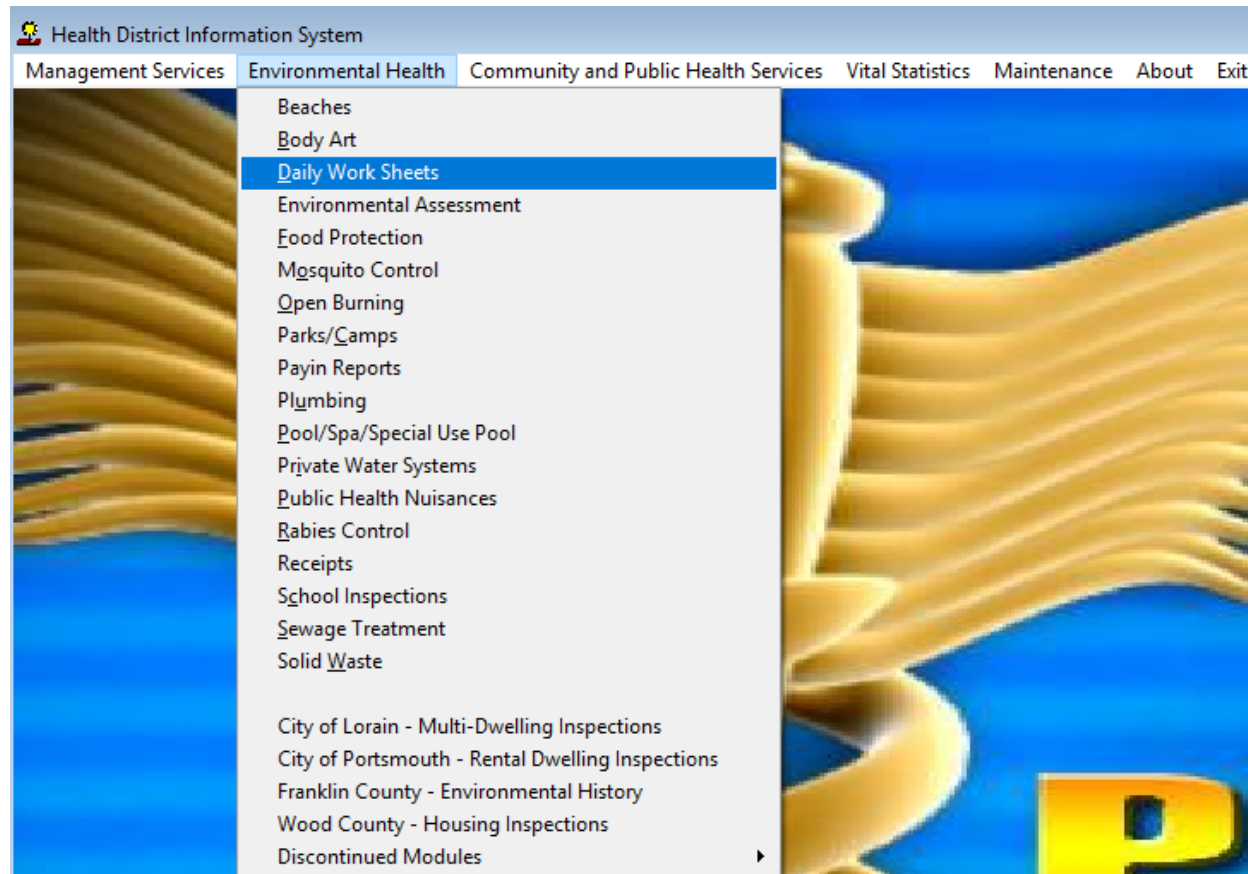 Health District Information System
Management Services Environmental Health Community and Public Health Services Vital Statistics Maintenance About Exit
Beaches
Body Art
Daily Work Sheets
Environmental Assessment
Food Protection
Mosquito Control
Open Burning
Parks/Camps
Payin Reports
Plumbing
Pool/Spa/Special Use Pool
Private Water Systems
Public Health Nuisances
Rabies Control
Receipts
School Inspections
Sewage Treatment
Solid Waste
City of Lorain - Multi-Dwelling Inspections
City of Portsmouth - Rental Dwelling Inspections
Franklin County - Environmental History
Wood County - Housing Inspections
Discontinued Modules
P